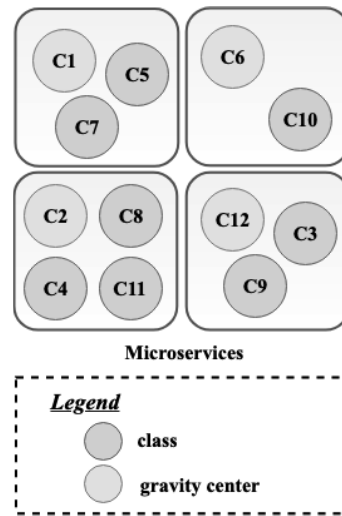 C1
C5
C7
C6
C10
C2
C8
C4
C11
C12
C3
C9
Microservices
Legend
class
gravity center